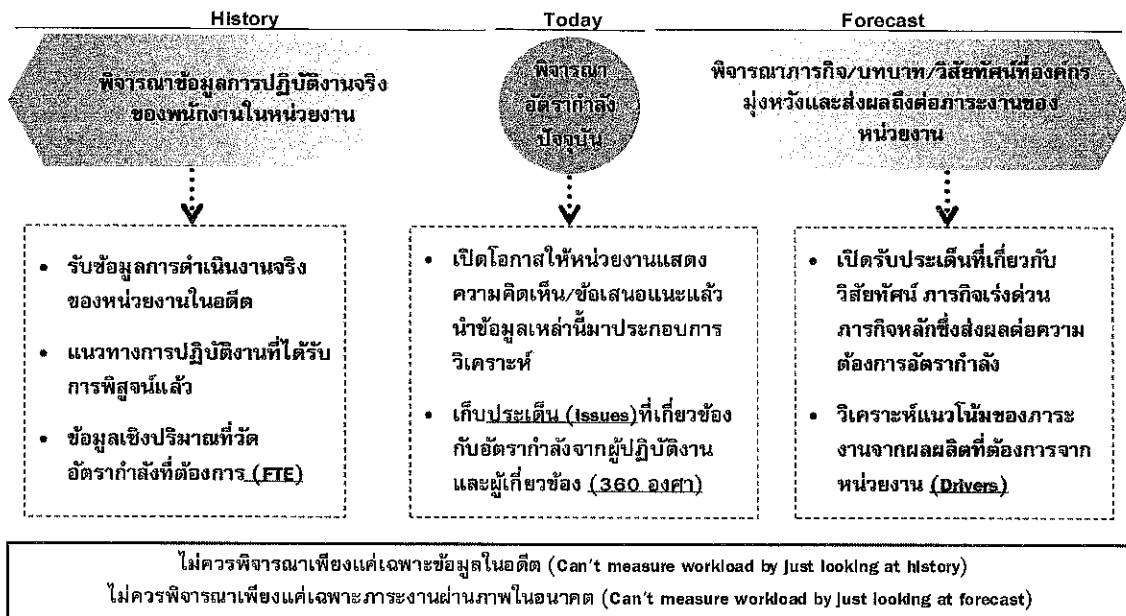 History
Today
Forecast
พิจารณาข้อมูลการปฏิบัติงานจริง
ของพนักงานในหน่วยงาน
พิจารณา
อัตรากำลัง
ปัจจุบัน
พิจารณาภารกิจ/บทบาท/วิสัยทัศน์ที่องค์กร
มุ่งหวังและส่งผลถึงต่อภาระงานของ
หน่วยงาน
• รับข้อมูลการดำเนินงานจริง
ของหน่วยงานในอดีต
• แนวทางการปฏิบัติงานที่ได้รับ
การพิสูจน์แล้ว
• ข้อมูลเชิงปริมาณที่วัด
อัตรากำลังที่ต้องการ (FTE)
• เปิดโอกาสให้หน่วยงานแสดง
ความคิดเห็น/ข้อเสนอแนะแล้ว
นำข้อมูลเหล่านี้มาประกอบการ
วิเคราะห์
• เก็บประเด็น (Issues)ที่เกี่ยวข้อง
กับอัตรากำลังจากผู้ปฏิบัติงาน
และผู้เกี่ยวข้อง (360 องศา)
• เปิดรับประเด็นที่เกี่ยวกับ
วิสัยทัศน์ ภารกิจเร่งด่วน
ภารกิจหลักซึ่งส่งผลต่อความ
ต้องการอัตรากำลัง
• วิเคราะห์แนวโน้มของภาระ
งานจากผลผลิตที่ต้องการจาก
หน่วยงาน (Drivers)
ไม่ควรพิจารณาเพียงแค่เฉพาะข้อมูลในอดีต (Can't measure workload by just looking at history)
ไม่ควรพิจารณาเพียงแค่เฉพาะภาระงานผ่านภาพในอนาคต (Can't measure workload by just looking at forecast)